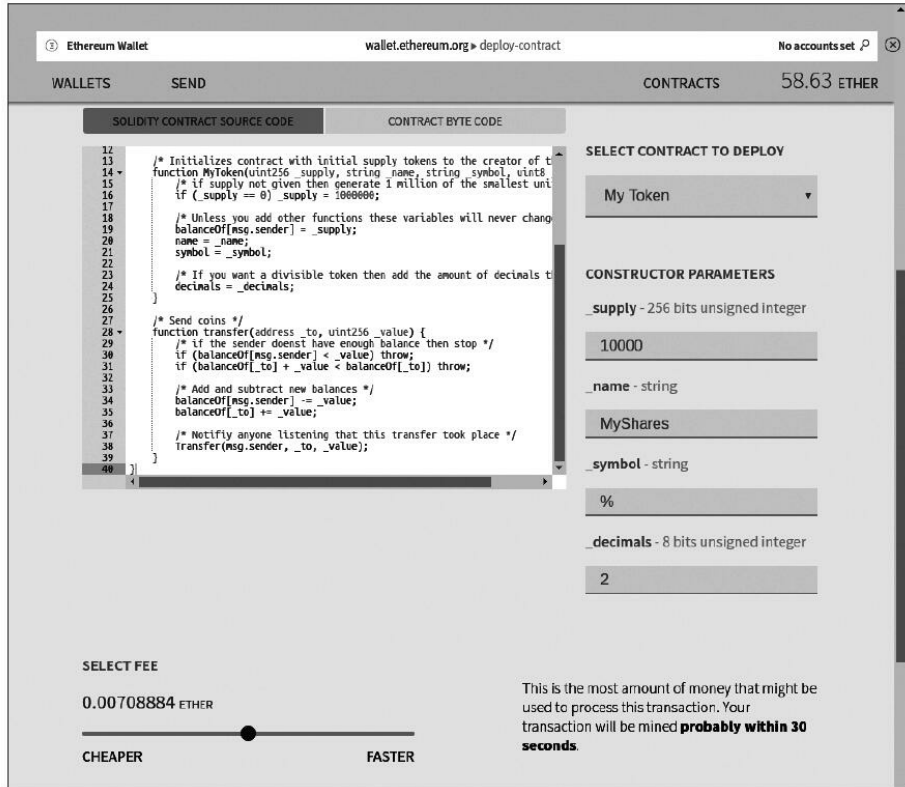 Ethereum Wallet
wallet.ethereum.org ▸ deploy-contract
No accounts set
WALLETS
SEND
CONTRACTS
58.63 ETHER
SOLIDITY CONTRACT SOURCE CODE
CONTRACT BYTE CODE
12
13 /* Initializes contract with initial supply tokens to the creator of t
14 function MyToken(uint256 _supply, string _name, string _symbol, uint8
15 /* if supply not given then generate 1 million of the smallest uni
16 if (_supply == 0) _supply = 1000000;
17
18 /* Unless you add other functions these variables will never chang
19 balanceOf[msg.sender] = _supply;
20 name = _name;
21 symbol = _symbol;
22
23 /* If you want a divisible token then add the amount of decimals t
24 decimals = _decimals;
25 }
26
27 /* Send coins */
28 function transfer(address _to, uint256 _value) {
29 /* if the sender doenst have enough balance then stop */
30 if (balanceOf[msg.sender] < _value) throw;
31 if (balanceOf[_to] + _value < balanceOf[_to]) throw;
32
33 /* Add and subtract new balances */
34 balanceOf[msg.sender] -= _value;
35 balanceOf[_to] += _value;
36
37 /* Notifiy anyone listening that this transfer took place */
38 Transfer(msg.sender, _to, _value);
39 }
40 }
SELECT CONTRACT TO DEPLOY
My Token
CONSTRUCTOR PARAMETERS
_supply - 256 bits unsigned integer
10000
_name - string
MyShares
_symbol - string
%
_decimals - 8 bits unsigned integer
2
SELECT FEE
0.00708884 ETHER
CHEAPER
FASTER
This is the most amount of money that might be
used to process this transaction. Your
transaction will be mined probably within 30
seconds.